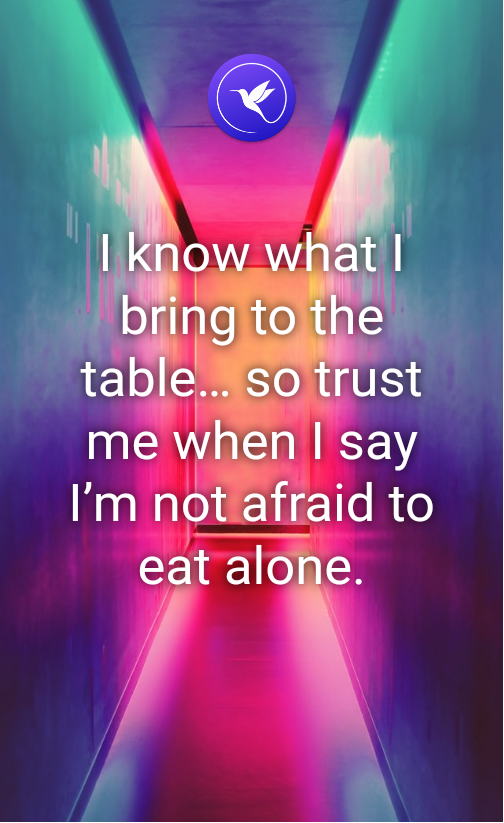 I know what I
bring to the
table... so trust
me when I say
I’m not afraid to
eat alone.